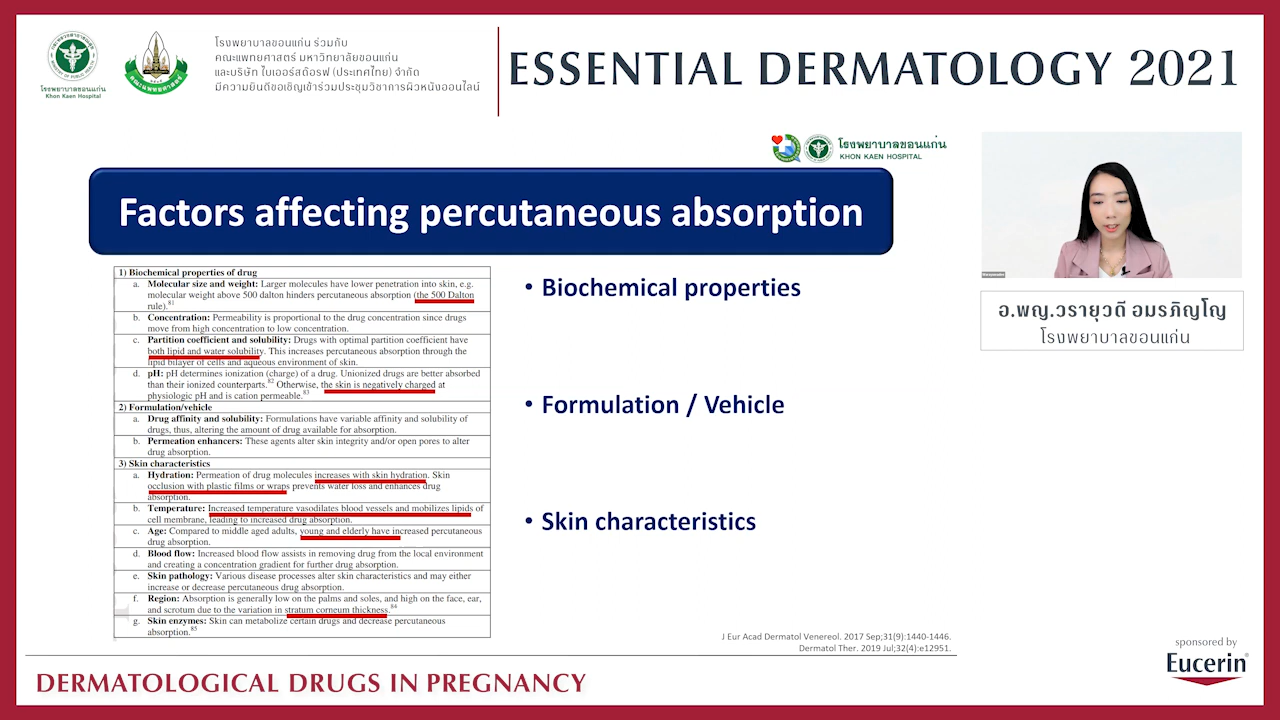 โรงพยาบาลขอนแก่น
Khon Kaen Hospital
โรงพยาบาลขอนแก่น ร่วมกับ
คณะแพทยศาสตร์ มหาวิทยาลัยขอนแก่น
และบริษัท ไบเออร์สด๊อรฟ (ประเทศไทย) จำกัด
มีความยินดีขอเชิญเข้าร่วมประชุมวิชาการผิวหนังออนไลน์
ESSENTIAL DERMATOLOGY 2021
โรงพยาบาลขอนแก่น
KHON KAEN HOSPITAL
Factors affecting percutaneous absorption
1) Biochemical properties of drug
a. Molecular size and weight: Larger molecules have lower penetration into skin, e.g.
molecular weight above 500 dalton hinders percutaneous absorption (the 500 Dalton
rule).81
b. Concentration: Permeability is proportional to the drug concentration since drugs
move from high concentration to low concentration.
c. Partition coefficient and solubility: Drugs with optimal partition coefficient have
both lipid and water solubility. This increases percutaneous absorption through the
lipid bilayer of cells and aqueous environment of skin.
d. pH: pH determines ionization (charge) of a drug. Unionized drugs are better absorbed
than their ionized counterparts.82 Otherwise, the skin is negatively charged at
physiologic pH and is cation permeable.83
2) Formulation/vehicle
a. Drug affinity and solubility: Formulations have variable affinity and solubility of
drugs, thus, altering the amount of drug available for absorption.
b. Permeation enhancers: These agents alter skin integrity and/or open pores to alter
drug absorption.
3) Skin characteristics
a. Hydration: Permeation of drug molecules increases with skin hydration. Skin
occlusion with plastic films or wraps prevents water loss and enhances drug
absorption.
b. Temperature: Increased temperature vasodilates blood vessels and mobilizes lipids of
cell membrane, leading to increased drug absorption.
c. Age: Compared to middle aged adults, young and elderly have increased percutaneous
drug absorption.
d. Blood flow: Increased blood flow assists in removing drug from the local environment
and creating a concentration gradient for further drug absorption.
e. Skin pathology: Various disease processes alter skin characteristics and may either
increase or decrease percutaneous drug absorption.
f. Region: Absorption is generally low on the palms and soles, and high on the face, ear,
and scrotum due to the variation in stratum corneum thickness.84
g. Skin enzymes: Skin can metabolize certain drugs and decrease percutaneous
absorption.85
• Biochemical properties
• Formulation / Vehicle
• Skin characteristics
J Eur Acad Dermatol Venereol. 2017 Sep;31(9):1440-1446.
Dermatol Ther. 2019 Jul;32(4):e12951.
อ.พญ.วรายุวดี อมรภิญโญ
โรงพยาบาลขอนแก่น
sponsored by
Eucerin®
DERMATOLOGICAL DRUGS IN PREGNANCY